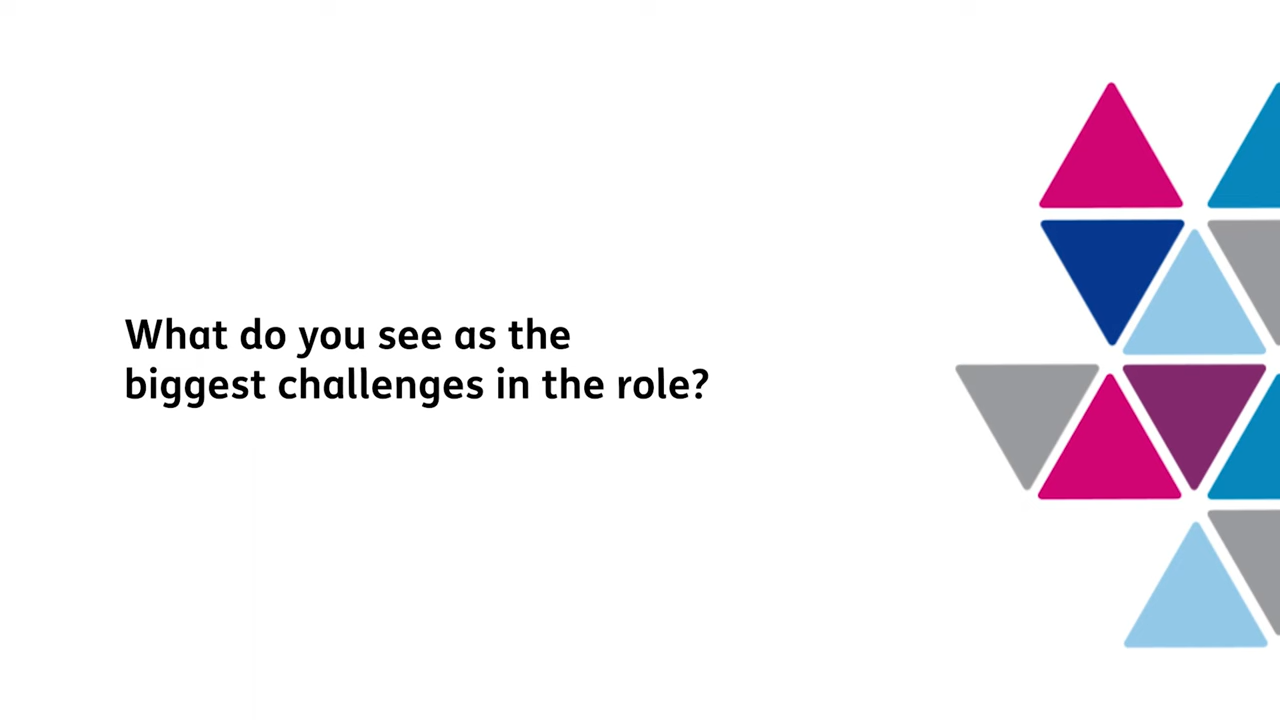 What do you see as the
biggest challenges in the role?